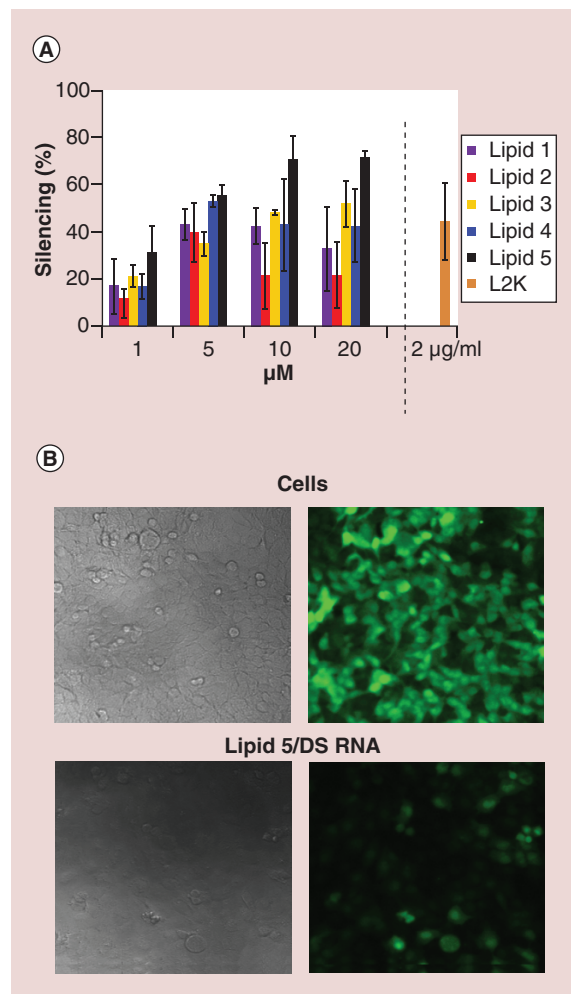 A
100
80
60
40
20
0
Silencing (%)
1 5 10 20 2 µg/ml
µM
Lipid 1
Lipid 2
Lipid 3
Lipid 4
Lipid 5
L2K
B
Cells
Lipid 5/DS RNA